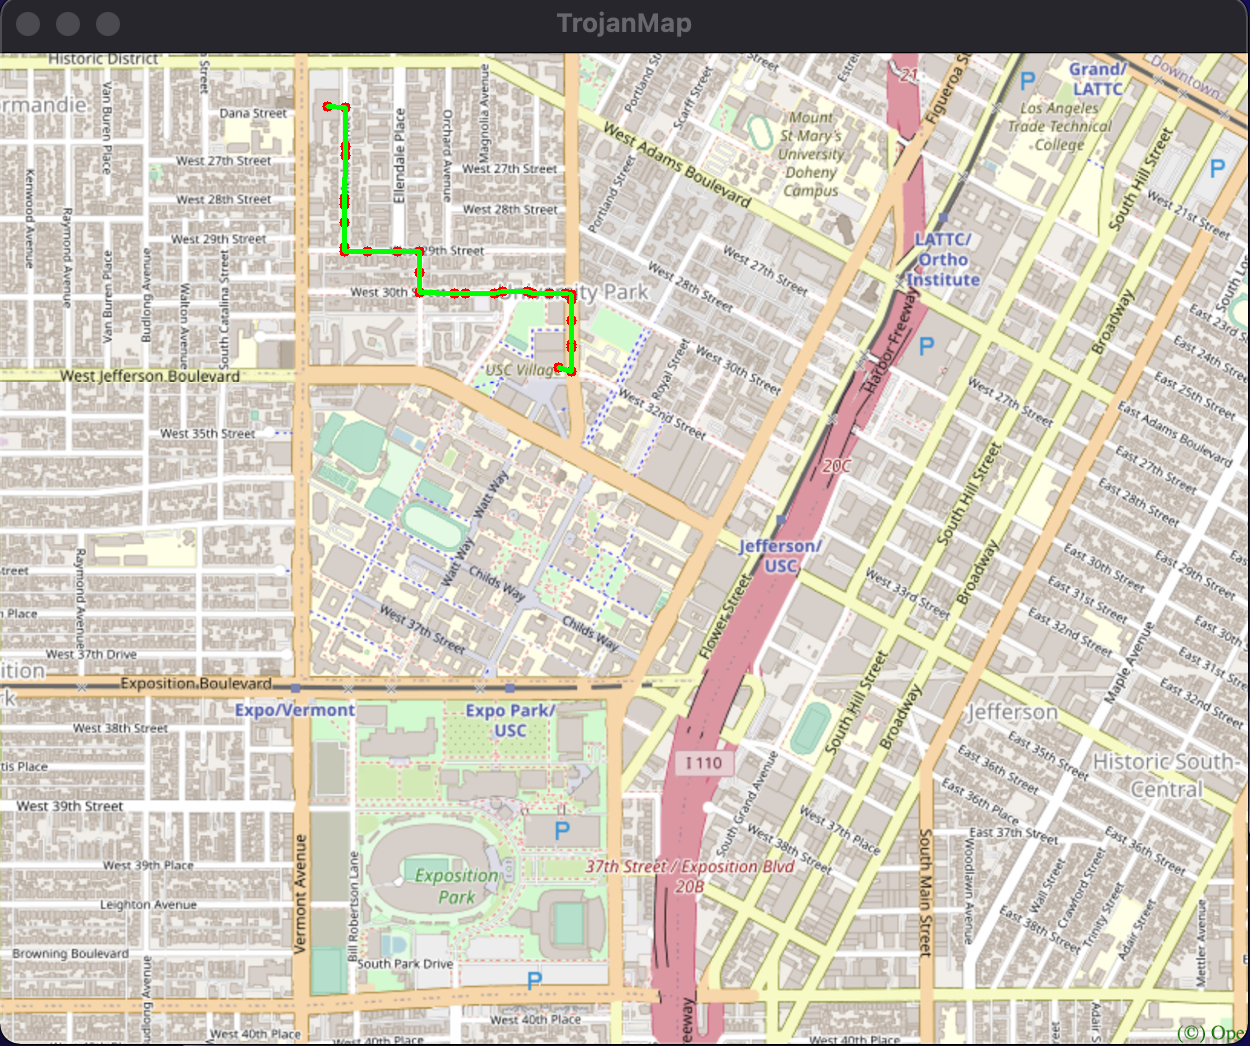 TrojanMap
Historic District
Street
Street
Portland St
Scarff Street
Estre
21
Figueroa S
P
Grand/
LATTC
Downtown
ormandie
Van Buren Place
Dana Street
Ellendale Place
Orchard Avenue
Magnolia Avenue
Mount
St Mary's
University
Doheny
Campus
Los Angeles
Trade Technical
College
South Hill Street
P
West 27th Street
West 27th Street
West Adams Boulevard
Portland Street
Kenwood Avenue
West 28th Street
West 28th Street
West 21st Street
Raymond Avenue
West 29th Street
29th Street
West 27th Street
LATTC/
Ortho
Institute
Van Buren Place
Budlong Avenue
Walton Avenue
South Catalina Street
West 28th Street
South Lo
West 30th
University Park
Harbor Freeway
Broadway
East 23rd S
P
East 24th Street
USC Village
Royal Street
West 30th Street
West Jefferson Boulevard
West 27th Street
East 25th Street
West 32nd Street
East Adams Boulevard
West 35th Street
20C
South Hill Street
East 27th Street
Watt Way
East 28th Street
Watt Way
Jefferson/
USC
Broadway
East 30th Street
East 29th Street
Raymond Avenue
treet
Childs Way
West 33rd Street
East 31st Street
East 30th
n Place
West 37th Street
Childs Way
Flower Street
East 32nd Street
Maple Avenue
East 31st Stre
West 37th Drive
ition
rk
Exposition Boulevard
South Hill Street
Broadway
East 32nd Street
Expo/Vermont
Expo Park/
USC
Jefferson
West 38th Street
East 35th Street
I 110
East 36th Street
Historic South-
Central
tis Place
South Grand Avenue
East 36th Place
West 39th Street
West 37th Place
P
West 38th Street
East 37th Street
East 36th Street
West 39th Place
Vermont Avenue
Bill Robertson Lane
Exposition
Park
37th Street / Exposition Blvd
20B
South Main Street
Woodlawn Avenue
Wall Street
Crawford Street
Trinity Street
Adair Street
Mettler Avenue
Leighton Avenue
East 38th Street
Browning Boulevard
South Park Drive
P
udlong Avenue
West 40th Place
West 40th Place
West 40th Place
West 40th Place
eeway
Adair S
(©) Ope